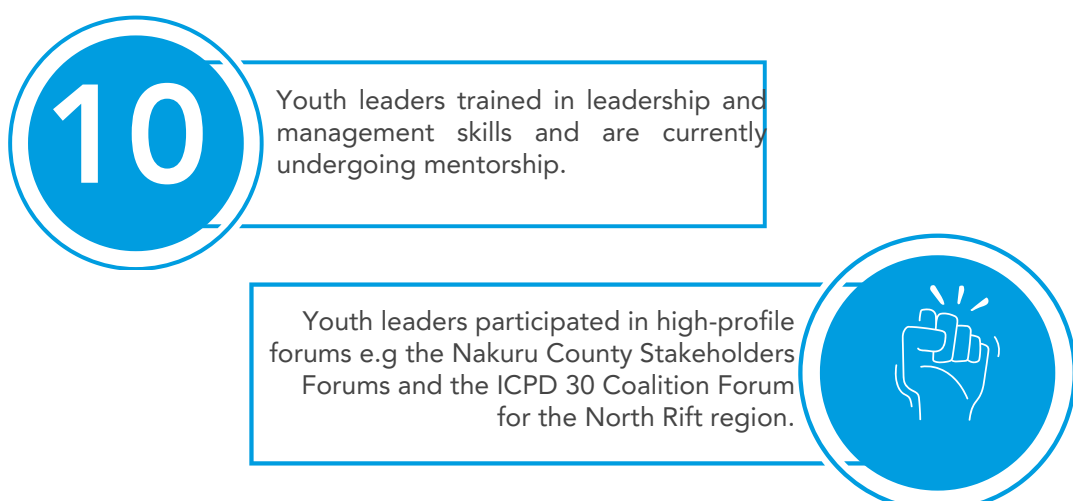 10
Youth leaders trained in leadership and
management skills and are currently
undergoing mentorship.
Youth leaders participated in high-profile
forums e.g the Nakuru County Stakeholders
Forums and the ICPD 30 Coalition Forum
for the North Rift region.